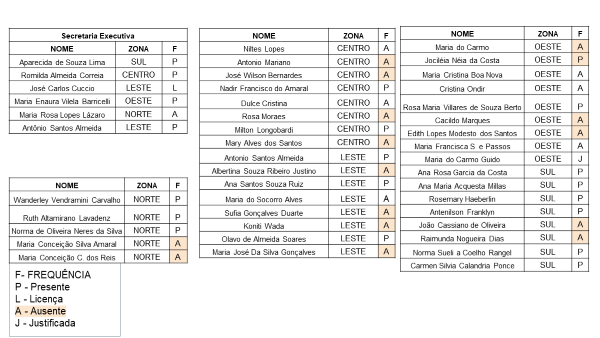 Secretaria Executiva
NOME ZONA F
Aparecida de Souza Lima SUL P
Romilda Almeida Correia CENTRO P
José Carlos Cuccio LESTE L
Maria Enaura Vilela Barricelli OESTE P
Maria Rosa Lopes Lázaro NORTE A
Antônio Santos Almeida LESTE P
NOME ZONA F
Wanderley Vendramini Carvalho NORTE P
Ruth Altamirano Lavadenz NORTE P
Norma de Oliveira Neres da Silva NORTE P
Maria Conceição Silva Amaral NORTE A
Maria Conceição C. dos Reis NORTE A
F- FREQUÊNCIA
P - Presente
L - Licença
A - Ausente
J - Justificada
NOME ZONA F
Niltes Lopes CENTRO A
Antonio Mariano CENTRO A
José Wilson Bernardes CENTRO A
Nadir Francisco do Amaral CENTRO P
Dulce Cristina CENTRO A
Rosa Moraes CENTRO A
Milton Longobardi CENTRO P
Mary Alves dos Santos CENTRO A
Antonio Santos Almeida LESTE P
Albertina Souza Ribeiro Justino LESTE A
Ana Santos Souza Ruiz LESTE P
Maria do Socorro Alves LESTE A
Sufia Gonçalves Duarte LESTE A
Koniti Wada LESTE A
Olavo de Almeida Soares LESTE P
Maria José Da Silva Gonçalves LESTE A
NOME ZONA F
Maria do Carmo OESTE A
Jociléia Néia da Costa OESTE P
Maria Cristina Boa Nova OESTE A
Cristina Ondir OESTE A
Rosa Maria Villares de Souza Berto OESTE P
Cacildo Marques OESTE A
Edith Lopes Modesto dos Santos OESTE A
Maria Francisca S e Passos OESTE A
Maria do Carmo Guido OESTE J
Ana Rosa Garcia da Costa SUL P
Ana Maria Acquesta Millas SUL P
Rosemary Haeberlin SUL P
Antenilson Franklyn SUL P
João Cassiano de Oliveira SUL A
Raimunda Nogueira Dias SUL A
Norma Sueli a Coelho Rangel SUL P
Carmen Silvia Calandria Ponce SUL P